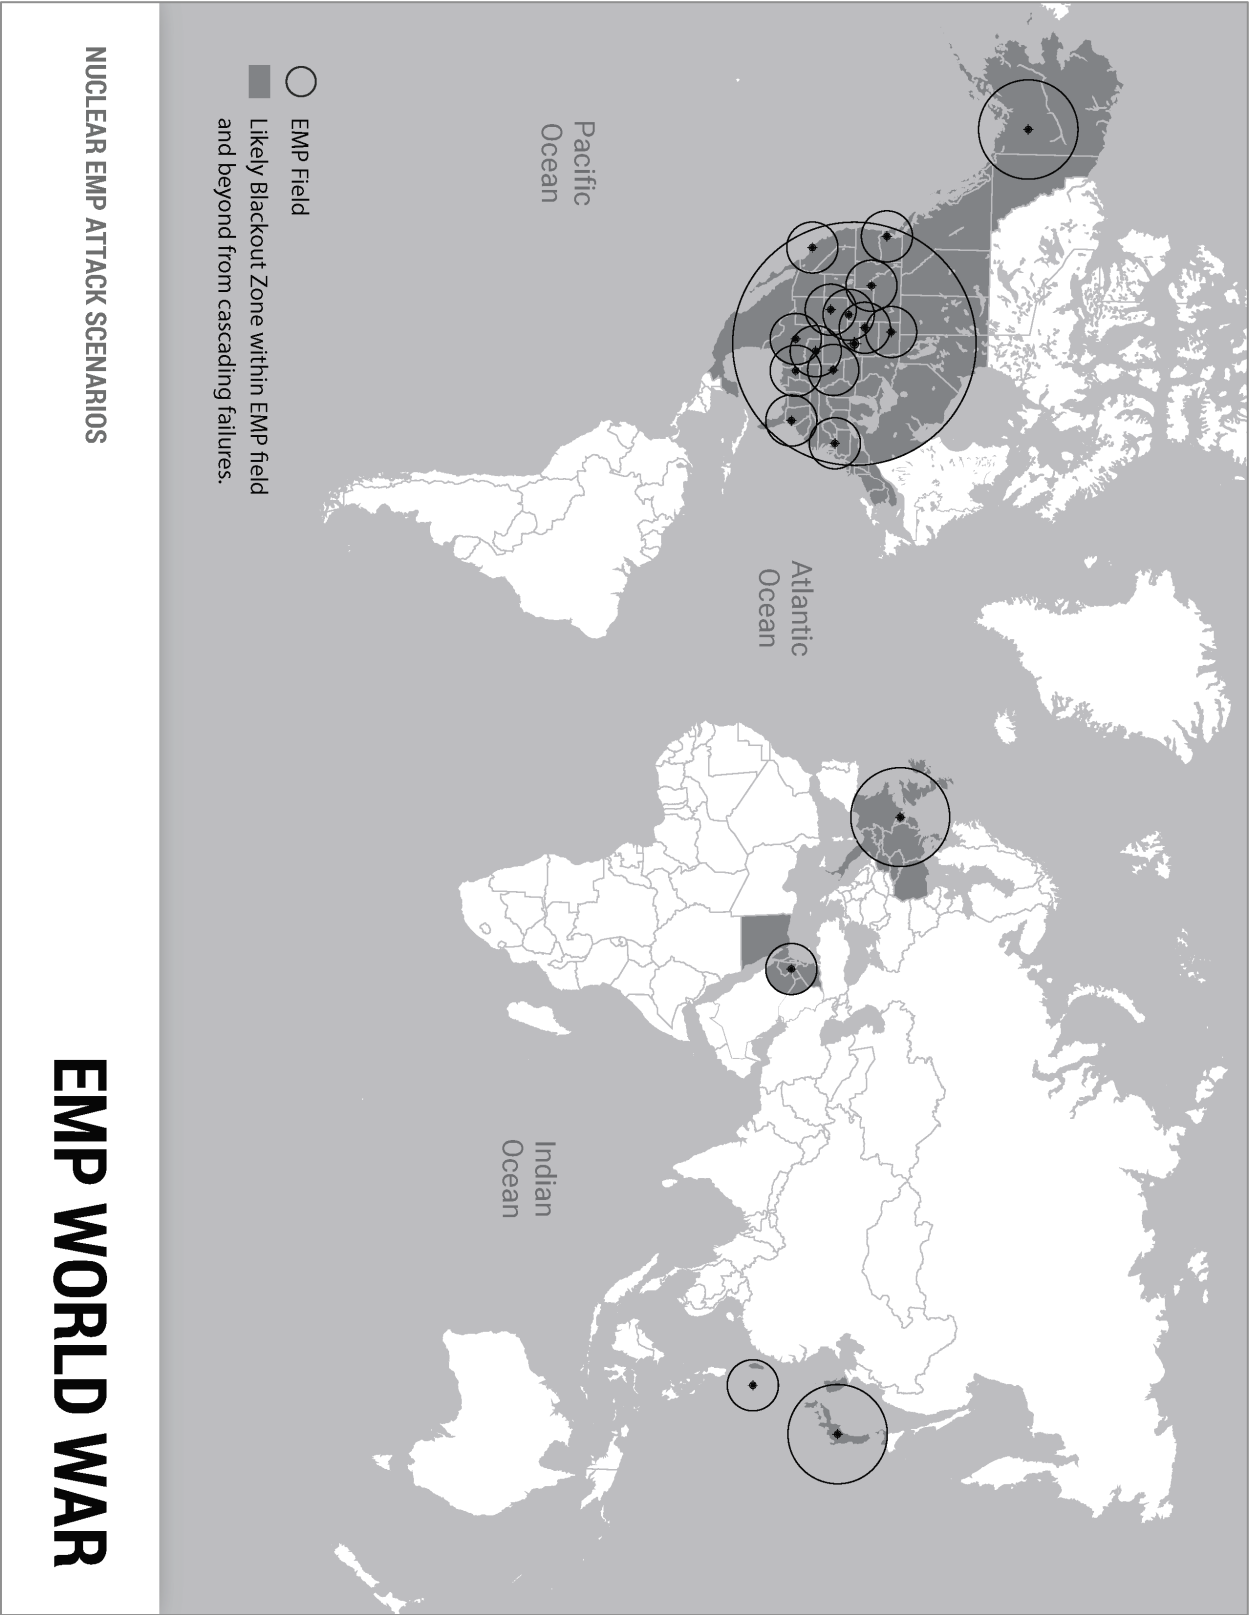 NUCLEAR EMP ATTACK SCENARIOS
EMP WORLD WAR
Pacific
Ocean
Atlantic
Ocean
Indian
Ocean
EMP Field
Likely Blackout Zone within EMP field
and beyond from cascading failures.